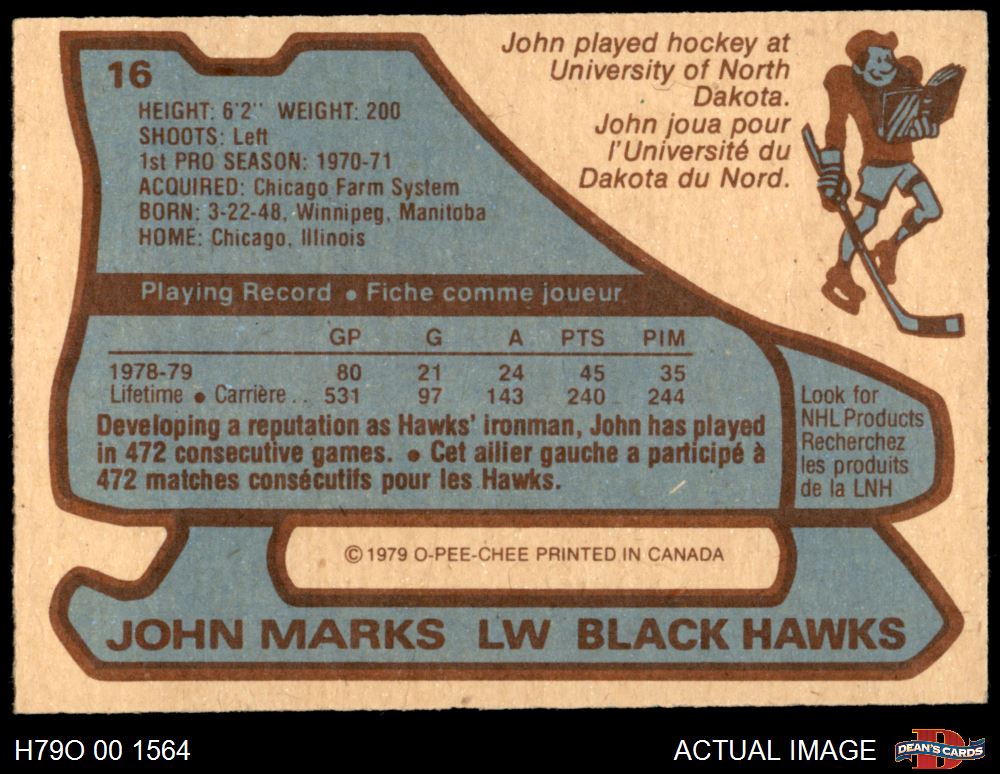 16
HEIGHT: 6'2" WEIGHT: 200
SHOOTS: Left
1st PRO SEASON: 1970-71
ACQUIRED: Chicago Farm System
BORN: 3-22-48, Winnipeg, Manitoba
HOME: Chicago, Illinois
John played hockey at
University of North
Dakota.
John joua pour
l'Université du
Dakota du Nord.
Playing Record • Fiche comme joueur
GP G A PTS PIM
1978-79 80 21 24 45 35
Lifetime • Carrière .. 531 97 143 240 244
Developing a reputation as Hawks' ironman, John has played
in 472 consecutive games. • Cet ailier gauche a participé à
472 matches consécutifs pour les Hawks.
Look for
NHL Products
Recherchez
les produits
de la LNH
© 1979 O-PEE-CHEE PRINTED IN CANADA
JOHN MARKS LW BLACK HAWKS
H79O 00 1564
ACTUAL IMAGE
D
DEAN'S CARDS